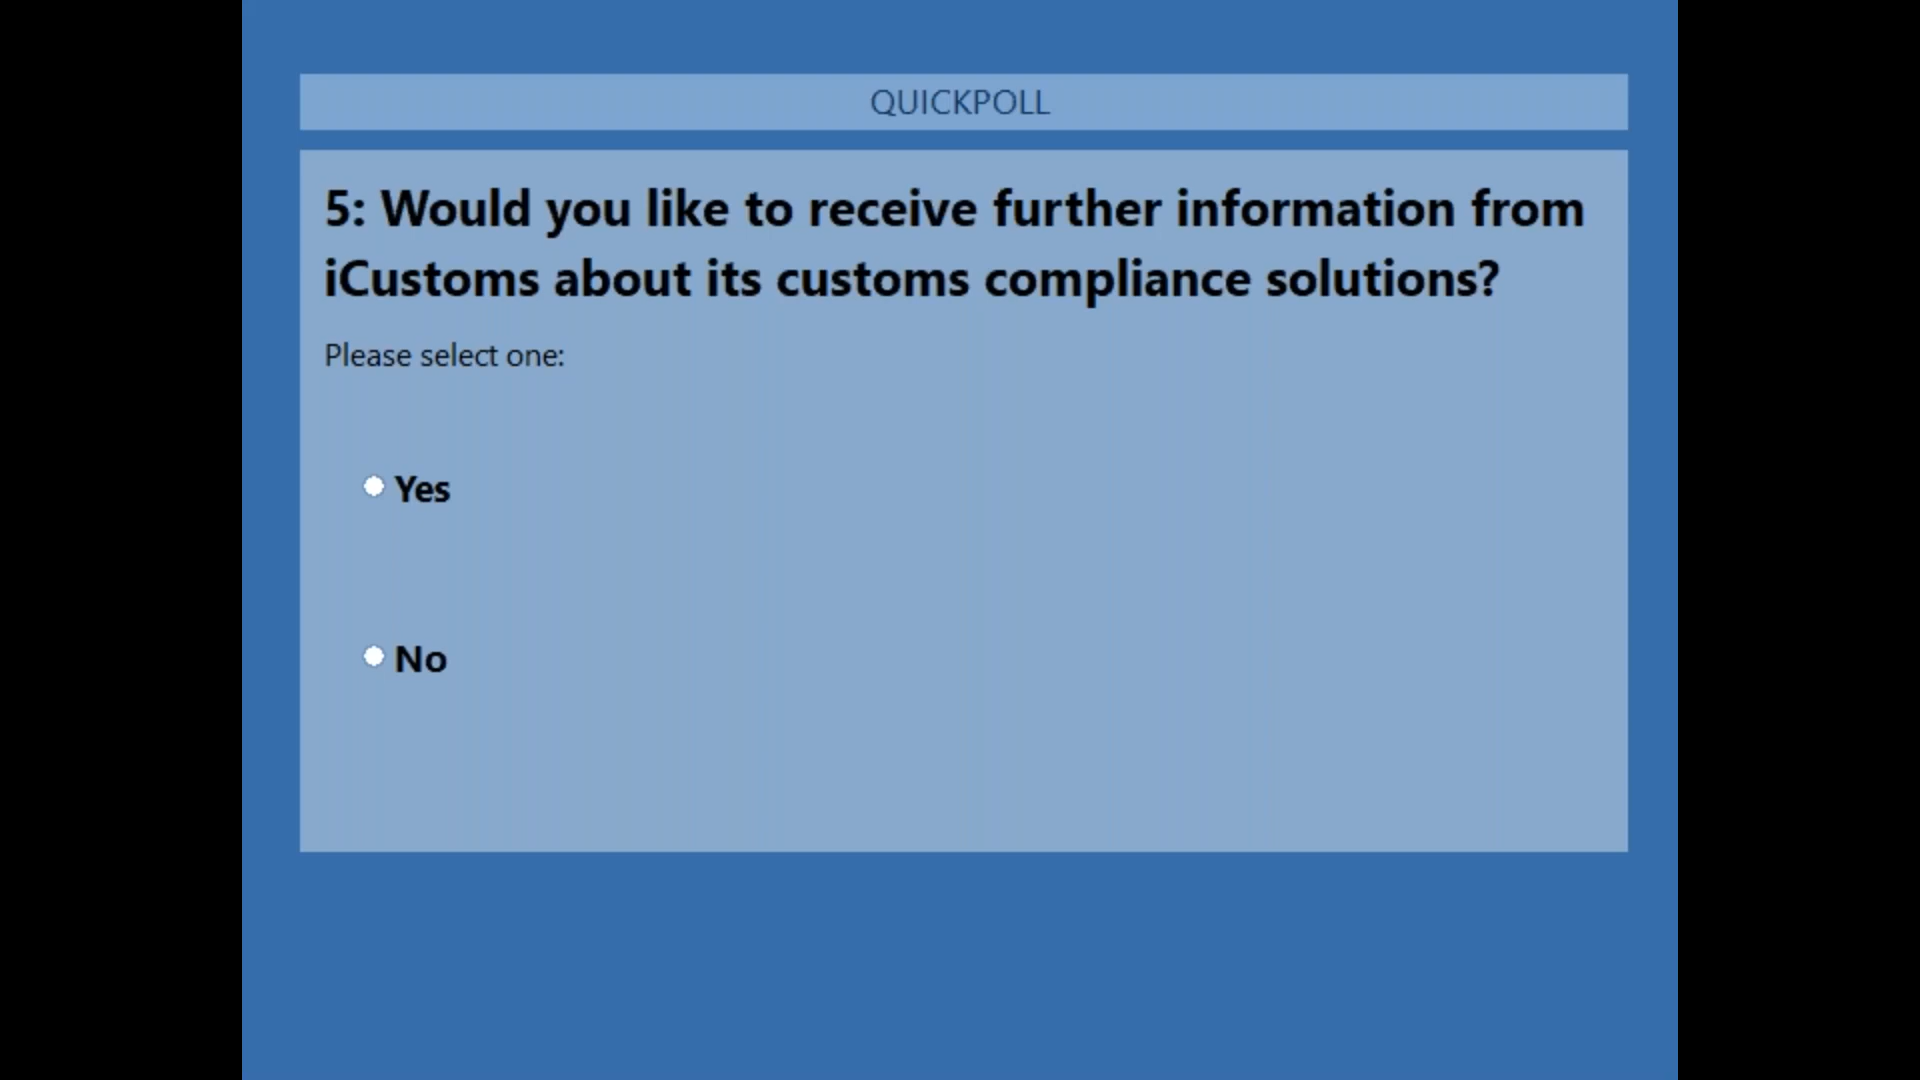 QUICKPOLL
5: Would you like to receive further information from
iCustoms about its customs compliance solutions?
Please select one:
Yes
No